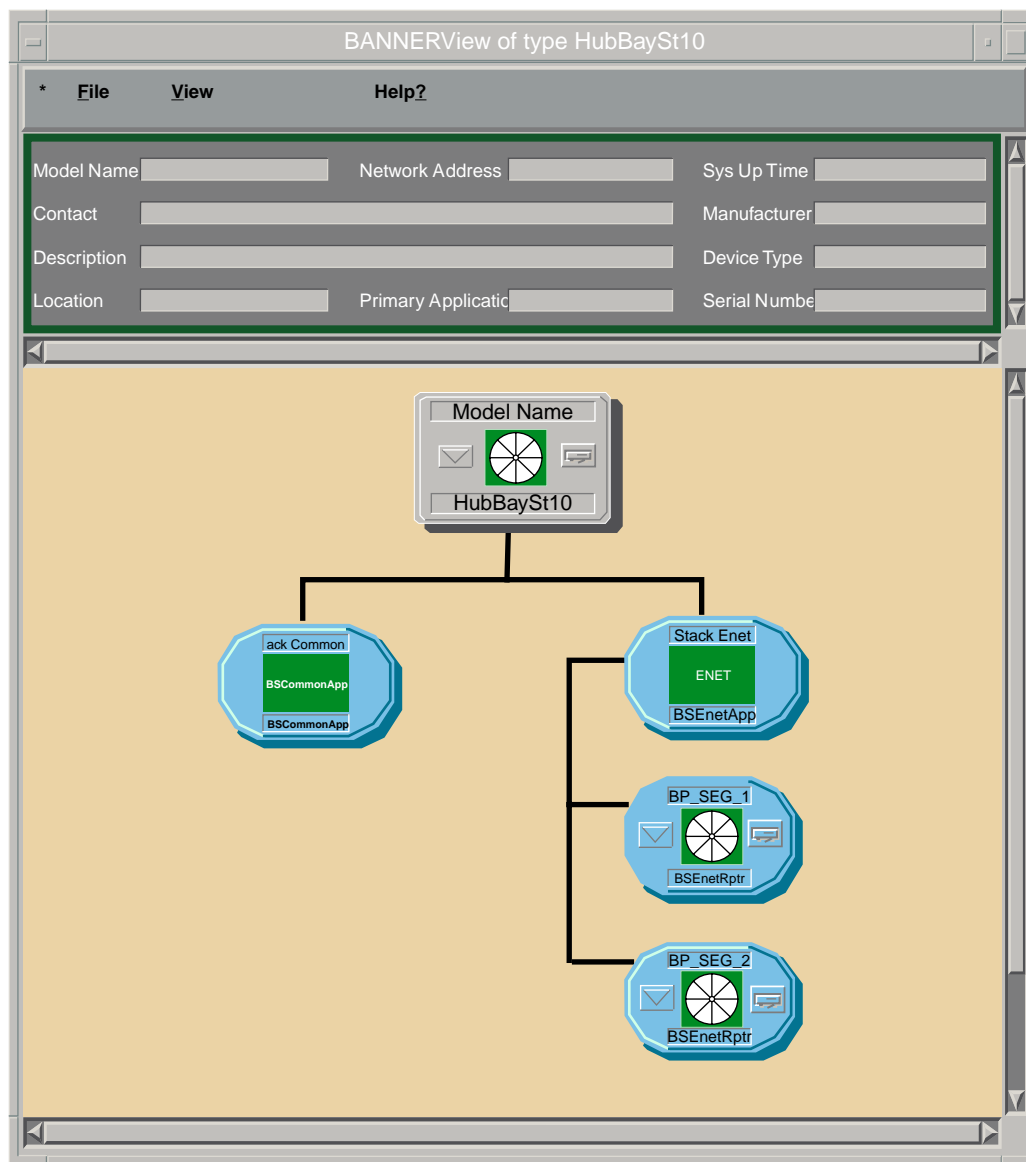 BANNERView of type HubBaySt10
* File View Help?
Model Name Network Address Sys Up Time
Contact Manufacturer
Description Device Type
Location Primary Applicatic Serial Numbe
Model Name
HubBaySt10
ack Common
BSCommonApp
BSCommonApp
Stack Enet
ENET
BSEnetApp
BP_SEG_1
BSEnetRptr
BP_SEG_2
BSEnetRptr